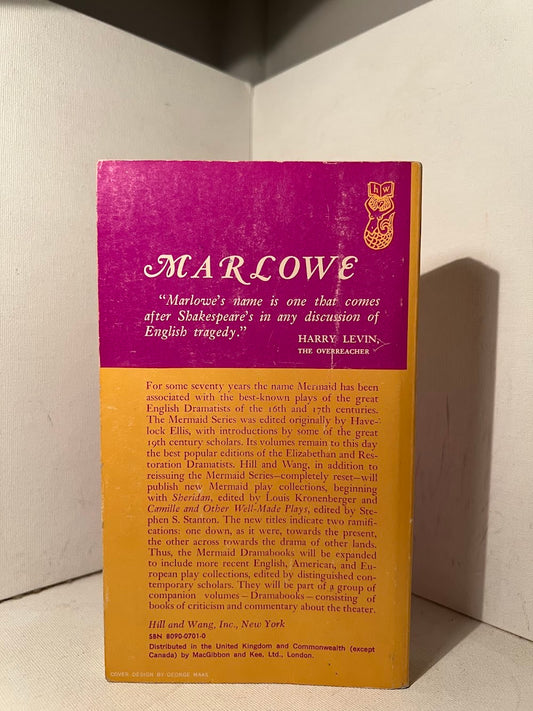 h w
MARLOWE
"Marlowe's name is one that comes
after Shakespeare's in any discussion of
English tragedy."
HARRY LEVIN,
THE OVERREACHER
For some seventy years the name Mermaid has been
associated with the best-known plays of the great
English Dramatists of the 16th and 17th centuries.
The Mermaid Series was edited originally by Have-
lock Ellis, with introductions by some of the great
19th century scholars. Its volumes remain to this day
the best popular editions of the Elizabethan and Res-
toration Dramatists. Hill and Wang, in addition to
reissuing the Mermaid Series—completely reset—will
publish new Mermaid play collections, beginning
with Sheridan, edited by Louis Kronenberger and
Camille and Other Well-Made Plays, edited by Ste-
phen S. Stanton. The new titles indicate two ramifi-
cations: one down, as it were, towards the present,
the other across towards the drama of other lands.
Thus, the Mermaid Dramabooks will be expanded
to include more recent English, American, and Eu-
ropean play collections, edited by distinguished con-
temporary scholars. They will be part of a group of
companion volumes—Dramabooks—consisting of
books of criticism and commentary about the theater.
Hill and Wang, Inc., New York
SBN 8090-0701-0
Distributed in the United Kingdom and Commonwealth (except
Canada) by MacGibbon and Kee, Ltd., London.
COVER DESIGN BY GEORGE MAAS